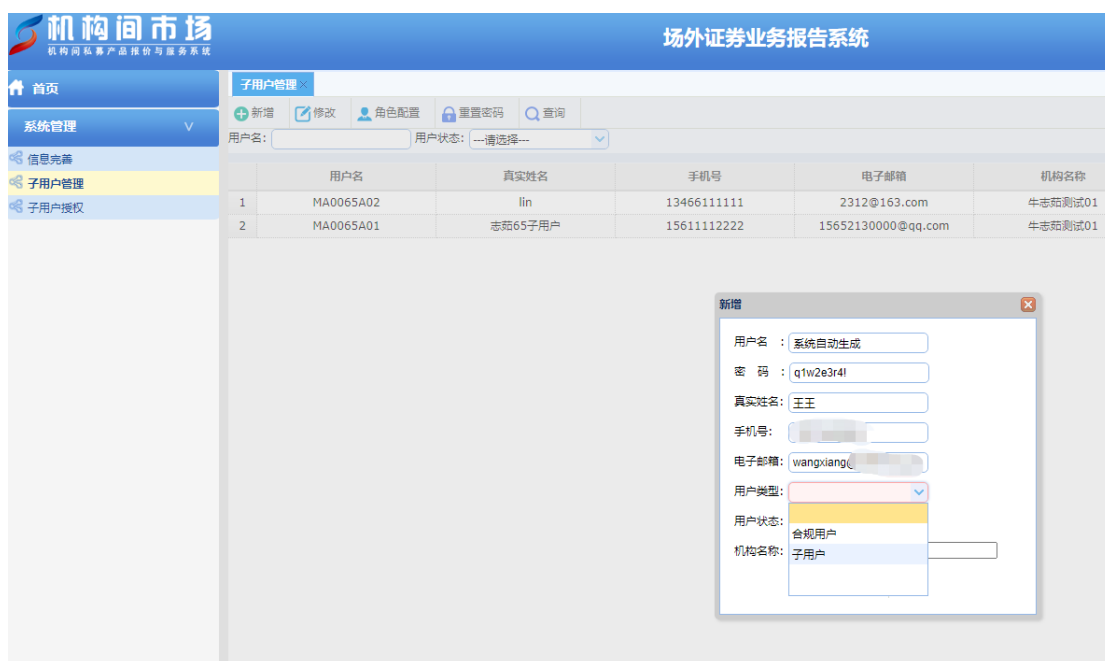 机构间市场
机构间私募产品报价与服务系统
场外证券业务报告系统
首页
系统管理
信息完善
子用户管理
子用户授权
子用户管理 ×
新增 修改 角色配置 重置密码 查询
用户名: 用户状态: ---请选择---
用户名 真实姓名 手机号 电子邮箱 机构名称
1 MA0065A02 lin 13466111111 2312@163.com 牛志茹测试01
2 MA0065A01 志茹65子用户 15611112222 15652130000@qq.com 牛志茹测试01
新增
用户名 : 系统自动生成
密 码 : q1w2e3r4!
真实姓名: 王王
手机号:
电子邮箱: wangxiang@
用户类型:
用户状态:
合规用户
机构名称: 子用户